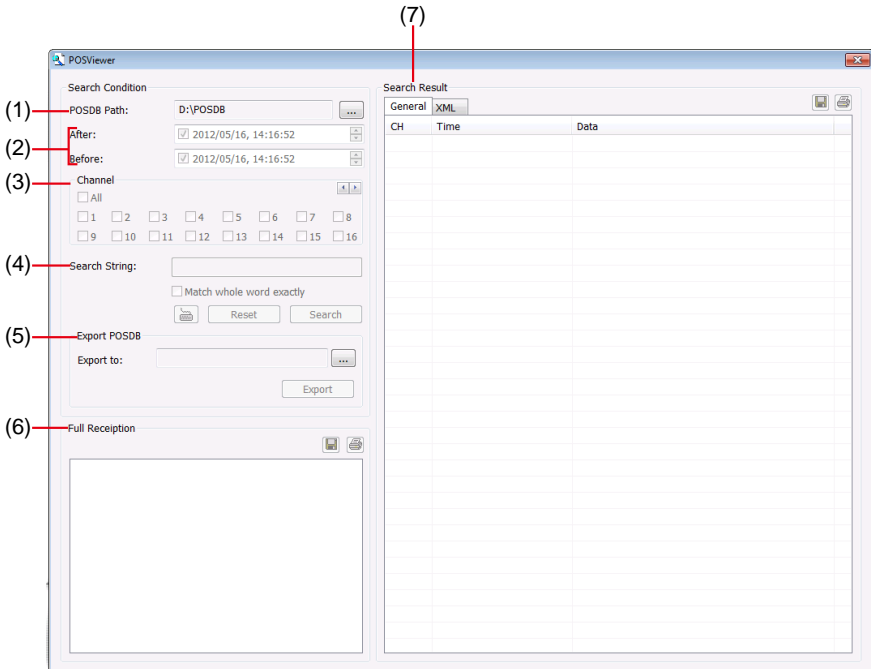 (7)
POSViewer
Search Condition
(1) POSDB Path: D:\POSDB ...
(2) After: 2012/05/16, 14:16:52
Before: 2012/05/16, 14:16:52
(3) Channel
All
1 2 3 4 5 6 7 8
9 10 11 12 13 14 15 16
(4) Search String:
Match whole word exactly
Reset Search
(5) Export POSDB
Export to: ...
Export
(6) Full Receiption
Search Result
General XML
CH Time Data